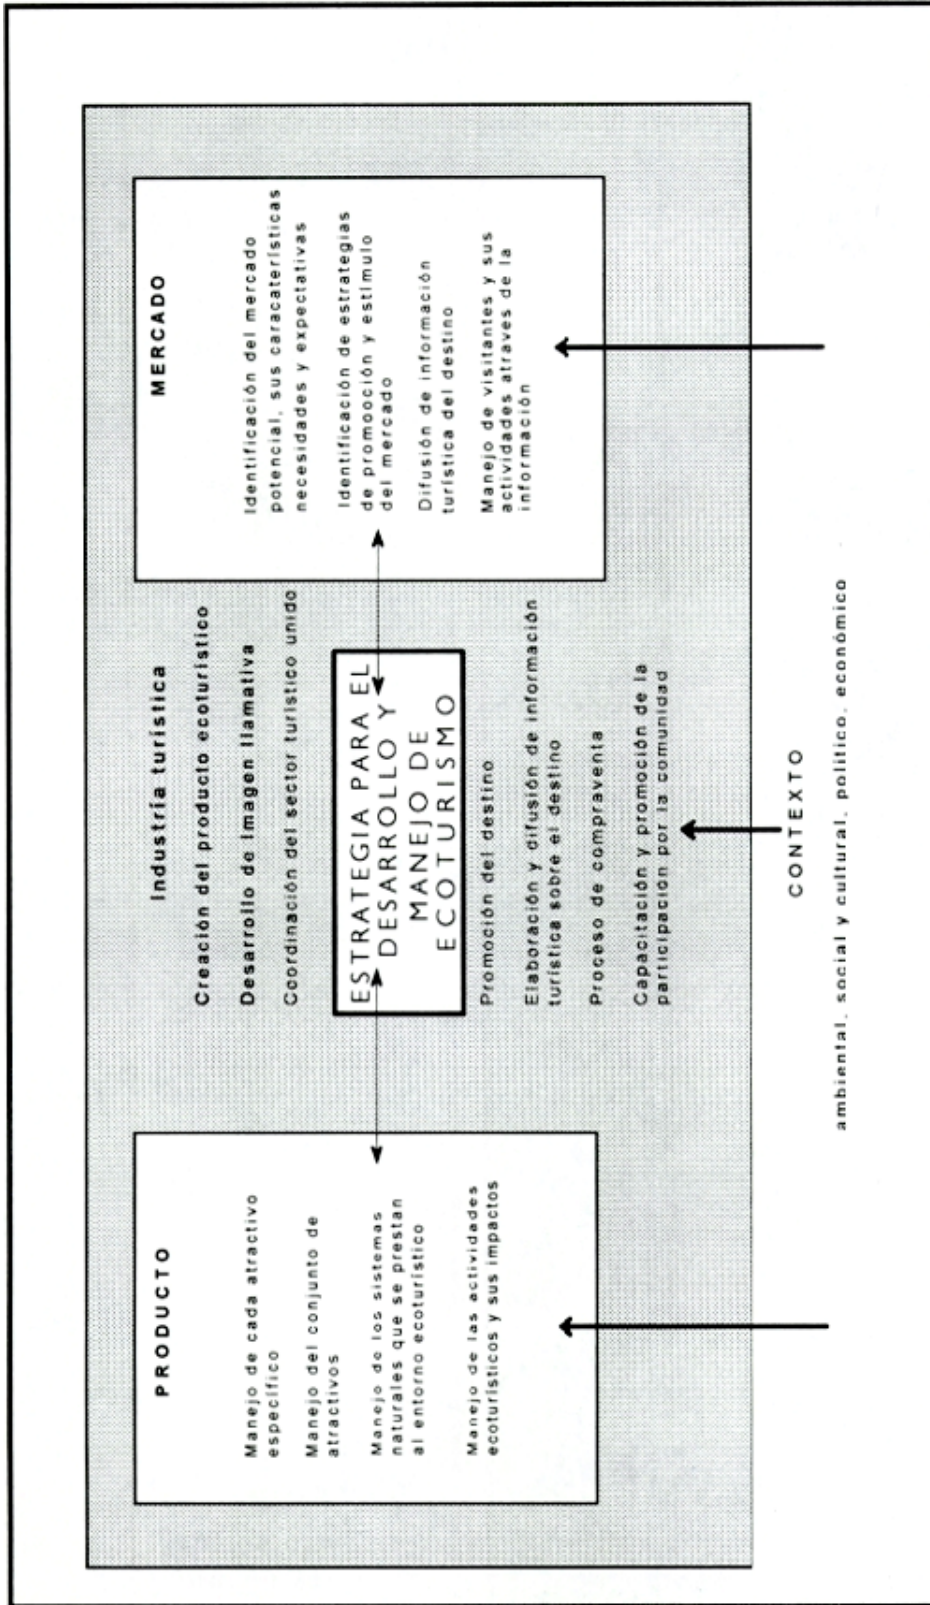 PRODUCTO
Manejo de cada atractivo
específico
Manejo del conjunto de
atractivos
Manejo de los sistemas
naturales que se prestan
al entorno ecoturístico
Manejo de las actividades
ecoturísticos y sus impactos
Industría turística
Creación del producto ecoturístico
Desarrollo de imagen llamativa
Coordinación del sector turístico unido
ESTRATEGIA PARA EL
DESARROLLO Y
MANEJO DE
ECOTURISMO
Promoción del destino
Elaboración y difusión de información
turística sobre el destino
Proceso de compraventa
Capacitación y promoción de la
participación por la comunidad
MERCADO
Identificación del mercado
potencial, sus caracaterísticas
necesidades y expectativas
Identificación de estrategias
de promooción y estímulo
del mercado
Difusión de información
turística del destino
Manejo de visitantes y sus
actividades atraves de la
información
CONTEXTO
ambiental, social y cultural, político, económico